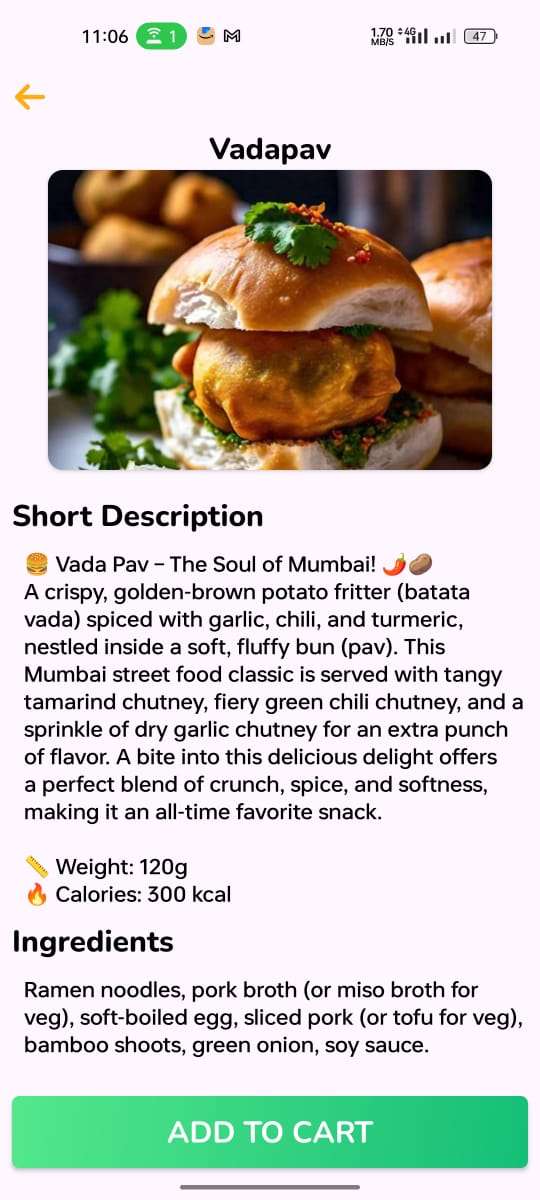 11:06 1 1.70 MB/S 4G 47
Vadapav
Short Description
🍔 Vada Pav – The Soul of Mumbai! 🌶️🥔
A crispy, golden-brown potato fritter (batata
vada) spiced with garlic, chili, and turmeric,
nestled inside a soft, fluffy bun (pav). This
Mumbai street food classic is served with tangy
tamarind chutney, fiery green chili chutney, and a
sprinkle of dry garlic chutney for an extra punch
of flavor. A bite into this delicious delight offers
a perfect blend of crunch, spice, and softness,
making it an all-time favorite snack.
📏 Weight: 120g
🔥 Calories: 300 kcal
Ingredients
Ramen noodles, pork broth (or miso broth for
veg), soft-boiled egg, sliced pork (or tofu for veg),
bamboo shoots, green onion, soy sauce.
ADD TO CART